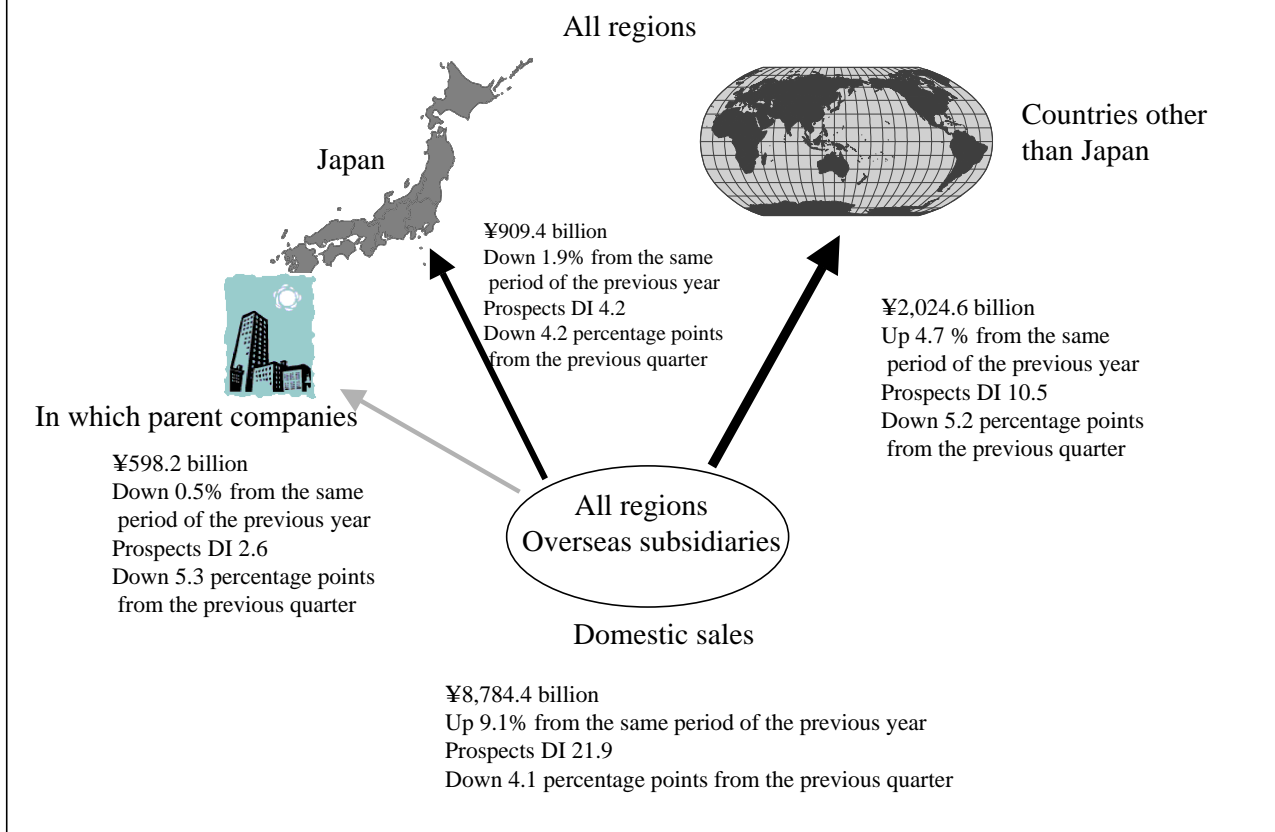 All regions
Japan
Countries other
than Japan
¥909.4 billion
Down 1.9% from the same
period of the previous year
Prospects DI 4.2
Down 4.2 percentage points
from the previous quarter
¥2,024.6 billion
Up 4.7 % from the same
period of the previous year
Prospects DI 10.5
Down 5.2 percentage points
from the previous quarter
In which parent companies
¥598.2 billion
Down 0.5% from the same
period of the previous year
Prospects DI 2.6
Down 5.3 percentage points
from the previous quarter
All regions
Overseas subsidiaries
Domestic sales
¥8,784.4 billion
Up 9.1% from the same period of the previous year
Prospects DI 21.9
Down 4.1 percentage points from the previous quarter